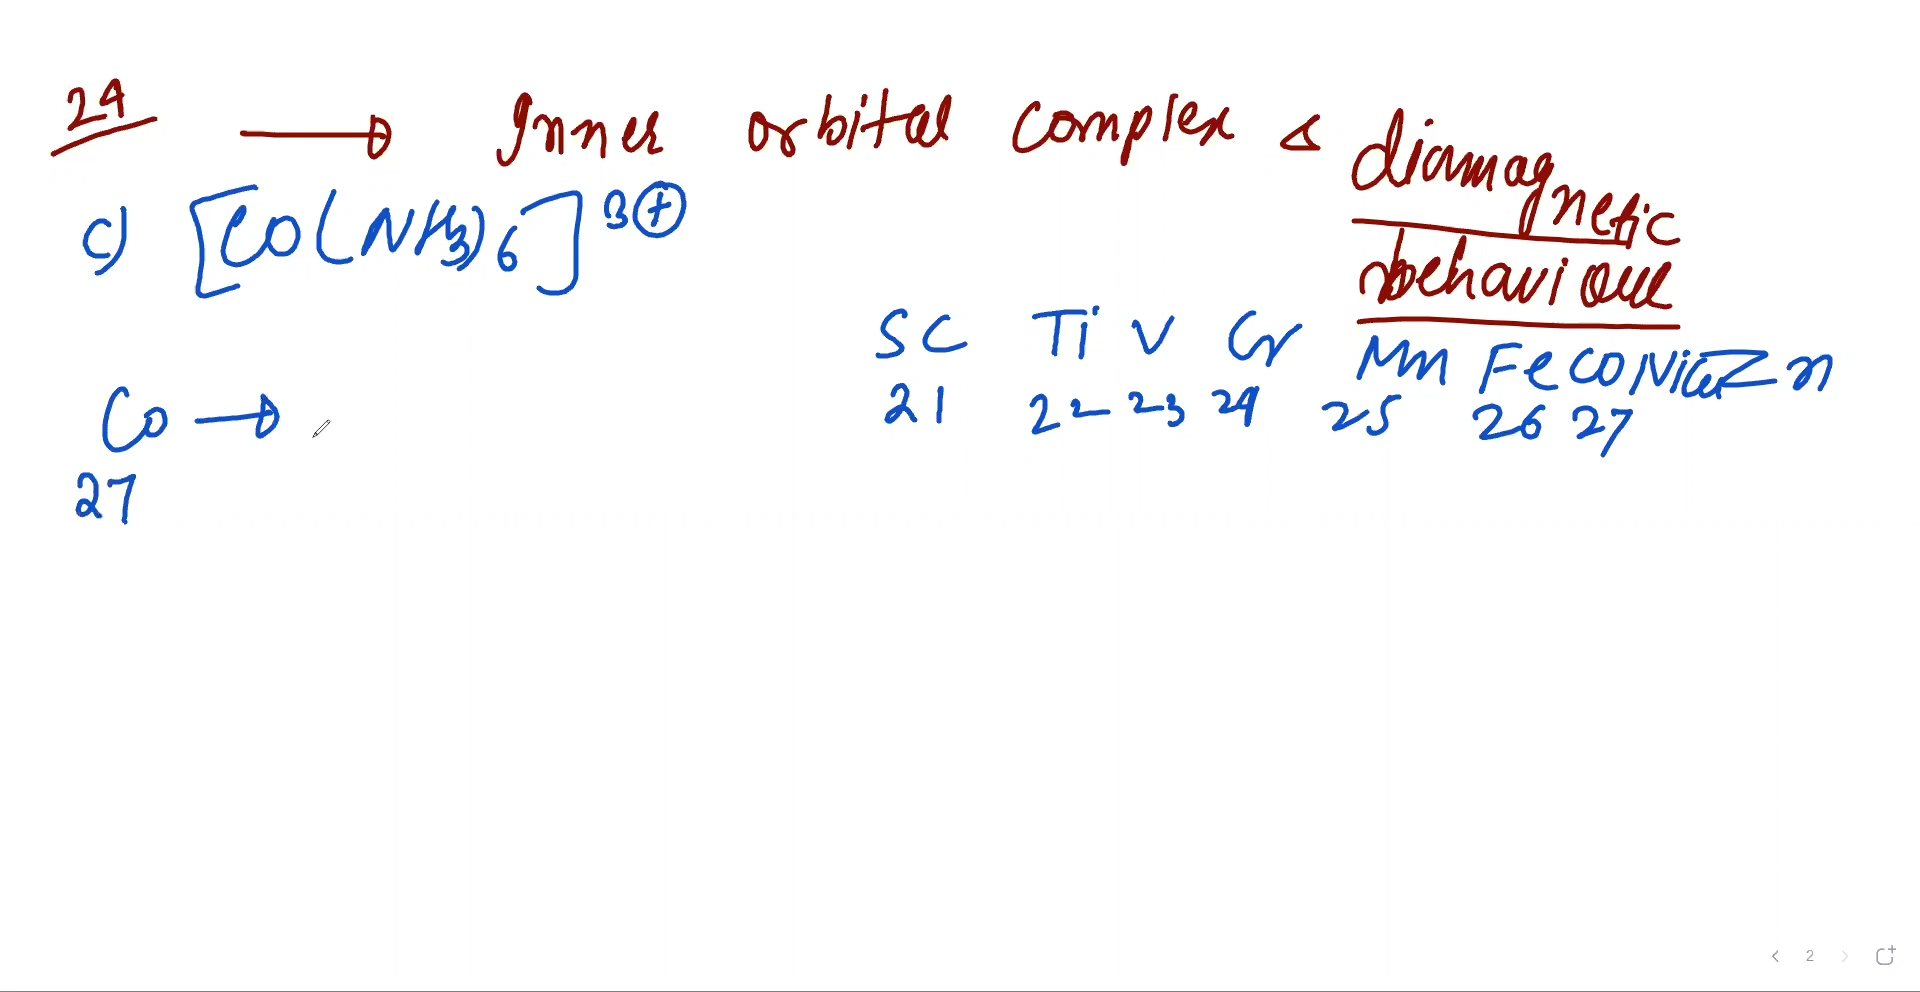 24 → Inner orbital complex & diamagnetic
behaviour
c) [Co(NH3)6]3+
Sc Ti V Cr Mn Fe Co Ni Cu Zn
21 22 23 24 25 26 27
Co →
27
2